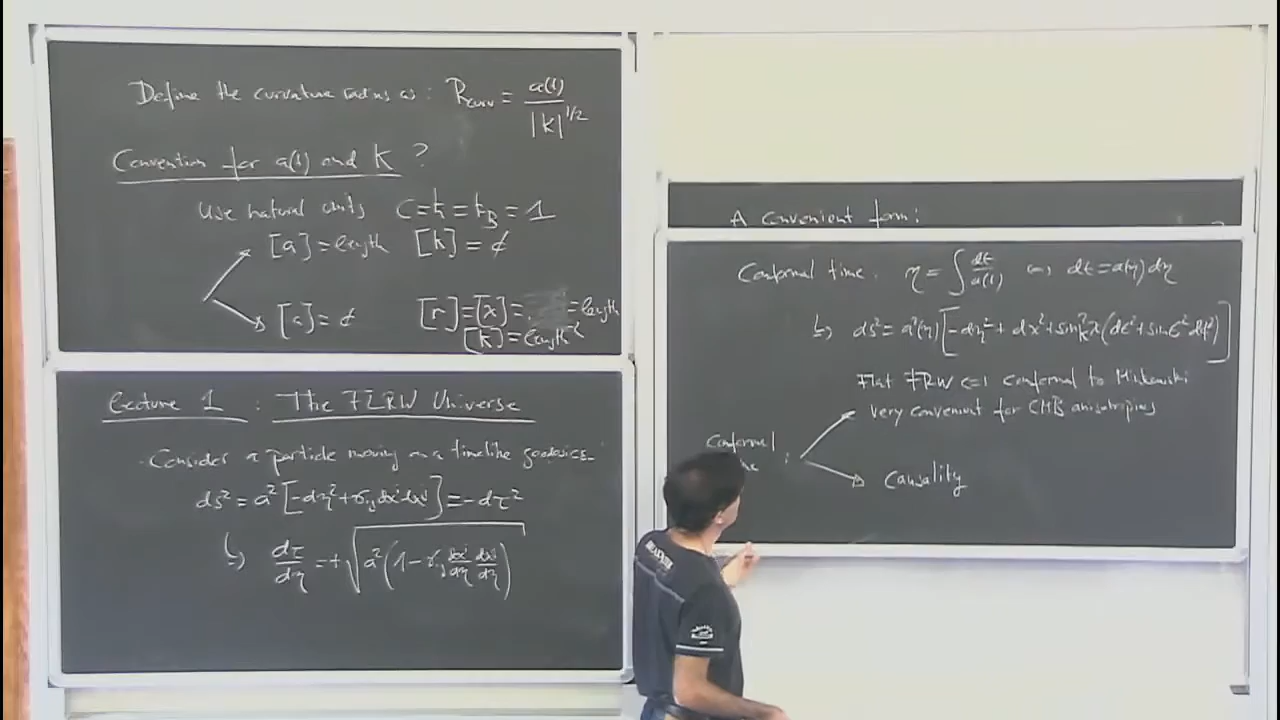 Define the curvature radius as : R_curv = a(t) / |k|^1/2
Convention for a(t) and k ?
Use natural units c = ħ = k_B = 1
[a] = length [k] = ¢
[a] = ¢ [r] = [χ] = = length
[k] = length^-2
Lecture 1 : The FLRW Universe
Consider a particle moving on a timelike geodesic
ds² = a² [-dη² + γ_ij dx^i dx^j] = - dτ²
↳ dτ/dη = + √(a² (1 - γ_ij dx^i/dη dx^j/dη))
A convenient form :
Conformal time : η = ∫ dt/a(t) ⇔ dt = a(η) dη
↳ ds² = a²(η) [-dη² + dχ² + sin_k² χ (dθ² + sin θ² dφ²)]
Flat FRW is conformal to Minkowski
very convenient for CMB anisotropies
Conformal
:
Causality